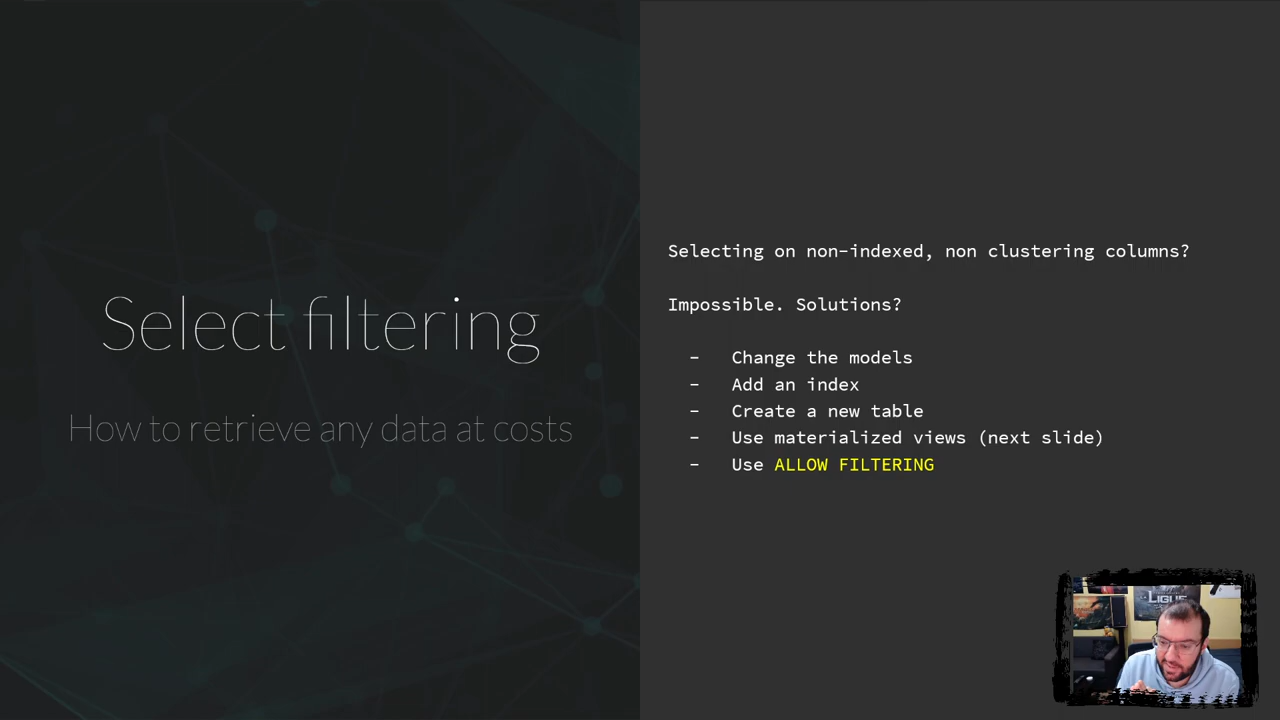 Select filtering
How to retrieve any data at costs
Selecting on non-indexed, non clustering columns?
Impossible. Solutions?
- Change the models
- Add an index
- Create a new table
- Use materialized views (next slide)
- Use ALLOW FILTERING
LIGUE